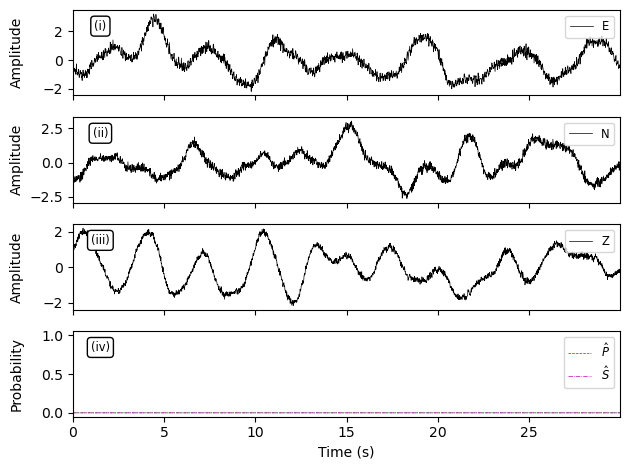 (i)
E
Amplitude
2
0
−2
(ii)
N
Amplitude
2.5
0.0
−2.5
(iii)
Z
Amplitude
2
0
−2
(iv)
P̂
Ŝ
Probability
1.0
0.5
0.0
0 5 10 15 20 25
Time (s)